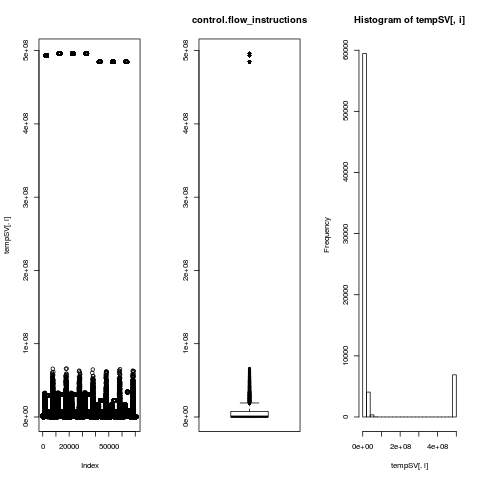 control.flow_instructions
Histogram of tempSV[, i]
tempSV[, i]
0e+00 1e+08 2e+08 3e+08 4e+08 5e+08
0 20000 50000
Index
0e+00 1e+08 2e+08 3e+08 4e+08 5e+08
Frequency
0 10000 20000 30000 40000 50000 60000
0e+00 2e+08 4e+08
tempSV[, i]